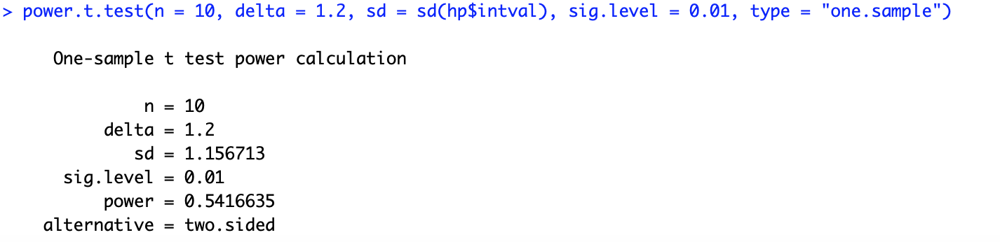 > power.t.test(n = 10, delta = 1.2, sd = sd(hp$intval), sig.level = 0.01, type = "one.sample")
One-sample t test power calculation
n = 10
delta = 1.2
sd = 1.156713
sig.level = 0.01
power = 0.5416635
alternative = two.sided